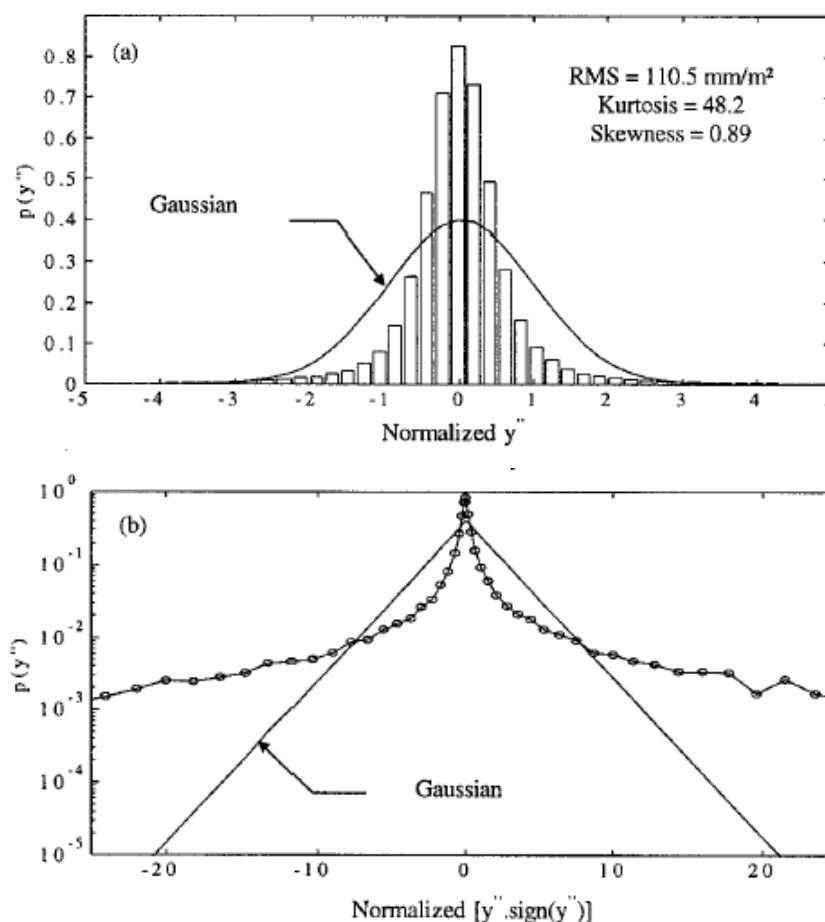 (a)
RMS = 110.5 mm/m²
Kurtosis = 48.2
Skewness = 0.89
Gaussian
p(y'')
0.8
0.7
0.6
0.5
0.4
0.3
0.2
0.1
0
-5 -4 -3 -2 -1 0 1 2 3 4 5
Normalized y''
(b)
p(y'')
10⁰
10⁻¹
10⁻²
10⁻³
10⁻⁴
10⁻⁵
Gaussian
-20 -10 0 10 20
Normalized [y''.sign(y'')]